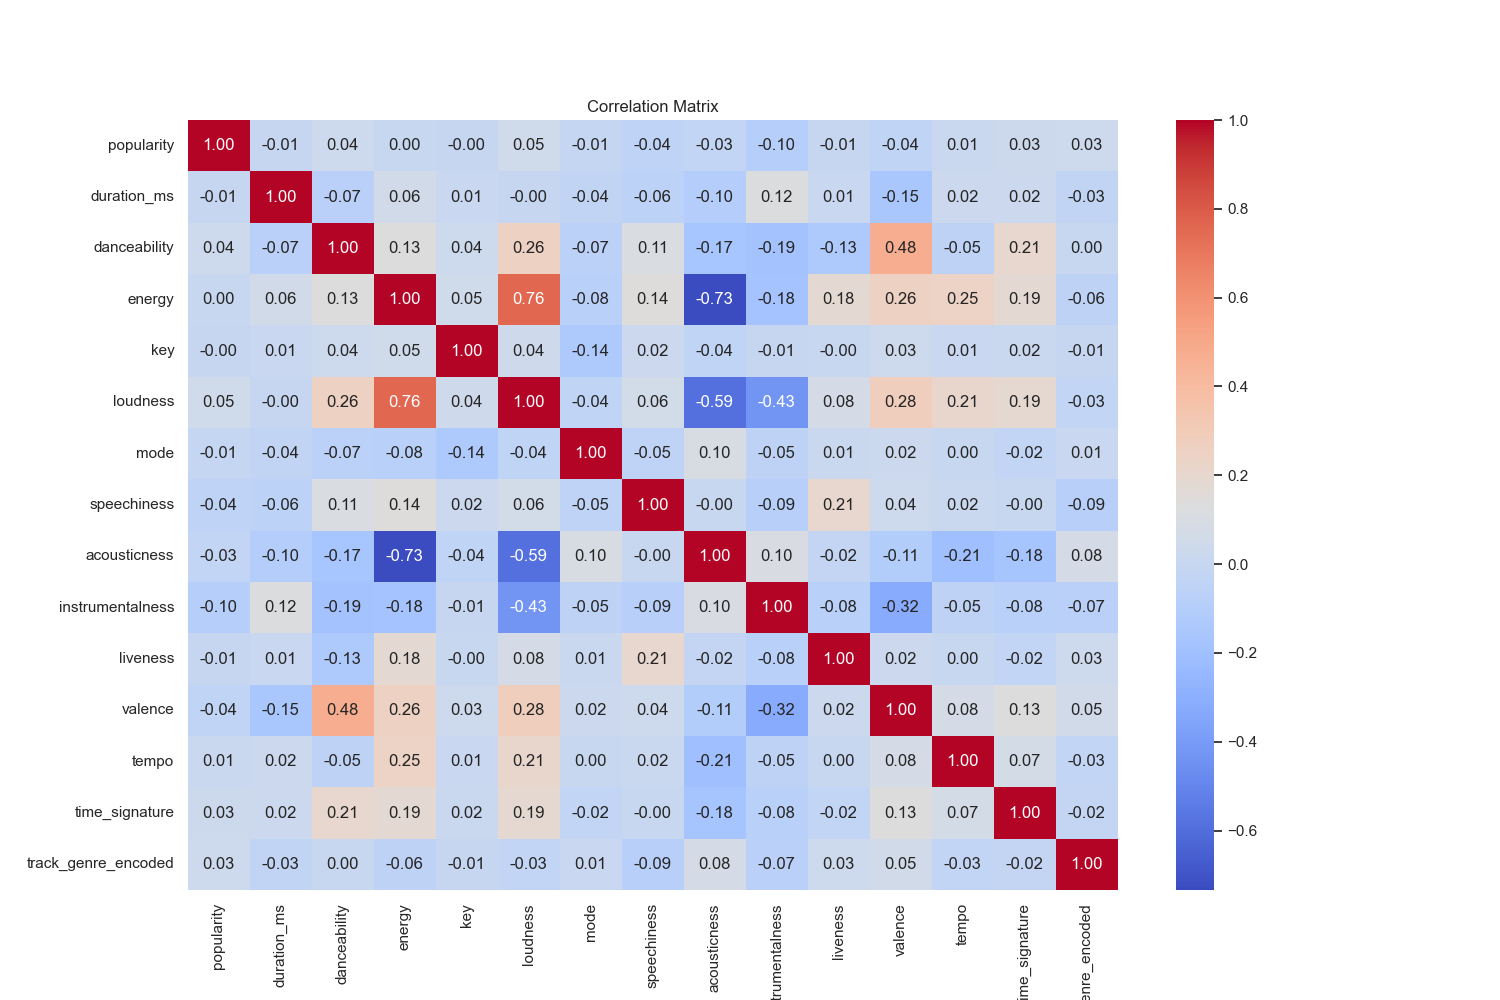 Correlation Matrix
popularity 1.00 -0.01 0.04 0.00 -0.00 0.05 -0.01 -0.04 -0.03 -0.10 -0.01 -0.04 0.01 0.03 0.03
duration_ms -0.01 1.00 -0.07 0.06 0.01 -0.00 -0.04 -0.06 -0.10 0.12 0.01 -0.15 0.02 0.02 -0.03
danceability 0.04 -0.07 1.00 0.13 0.04 0.26 -0.07 0.11 -0.17 -0.19 -0.13 0.48 -0.05 0.21 0.00
energy 0.00 0.06 0.13 1.00 0.05 0.76 -0.08 0.14 -0.73 -0.18 0.18 0.26 0.25 0.19 -0.06
key -0.00 0.01 0.04 0.05 1.00 0.04 -0.14 0.02 -0.04 -0.01 -0.00 0.03 0.01 0.02 -0.01
loudness 0.05 -0.00 0.26 0.76 0.04 1.00 -0.04 0.06 -0.59 -0.43 0.08 0.28 0.21 0.19 -0.03
mode -0.01 -0.04 -0.07 -0.08 -0.14 -0.04 1.00 -0.05 0.10 -0.05 0.01 0.02 0.00 -0.02 0.01
speechiness -0.04 -0.06 0.11 0.14 0.02 0.06 -0.05 1.00 -0.00 -0.09 0.21 0.04 0.02 -0.00 -0.09
acousticness -0.03 -0.10 -0.17 -0.73 -0.04 -0.59 0.10 -0.00 1.00 0.10 -0.02 -0.11 -0.21 -0.18 0.08
instrumentalness -0.10 0.12 -0.19 -0.18 -0.01 -0.43 -0.05 -0.09 0.10 1.00 -0.08 -0.32 -0.05 -0.08 -0.07
liveness -0.01 0.01 -0.13 0.18 -0.00 0.08 0.01 0.21 -0.02 -0.08 1.00 0.02 0.00 -0.02 0.03
valence -0.04 -0.15 0.48 0.26 0.03 0.28 0.02 0.04 -0.11 -0.32 0.02 1.00 0.08 0.13 0.05
tempo 0.01 0.02 -0.05 0.25 0.01 0.21 0.00 0.02 -0.21 -0.05 0.00 0.08 1.00 0.07 -0.03
time_signature 0.03 0.02 0.21 0.19 0.02 0.19 -0.02 -0.00 -0.18 -0.08 -0.02 0.13 0.07 1.00 -0.02
track_genre_encoded 0.03 -0.03 0.00 -0.06 -0.01 -0.03 0.01 -0.09 0.08 -0.07 0.03 0.05 -0.03 -0.02 1.00
popularity
duration_ms
danceability
energy
key
loudness
mode
speechiness
acousticness
trumentalness
liveness
valence
tempo
ime_signature
enre_encoded
1.0
0.8
0.6
0.4
0.2
0.0
−0.2
−0.4
−0.6